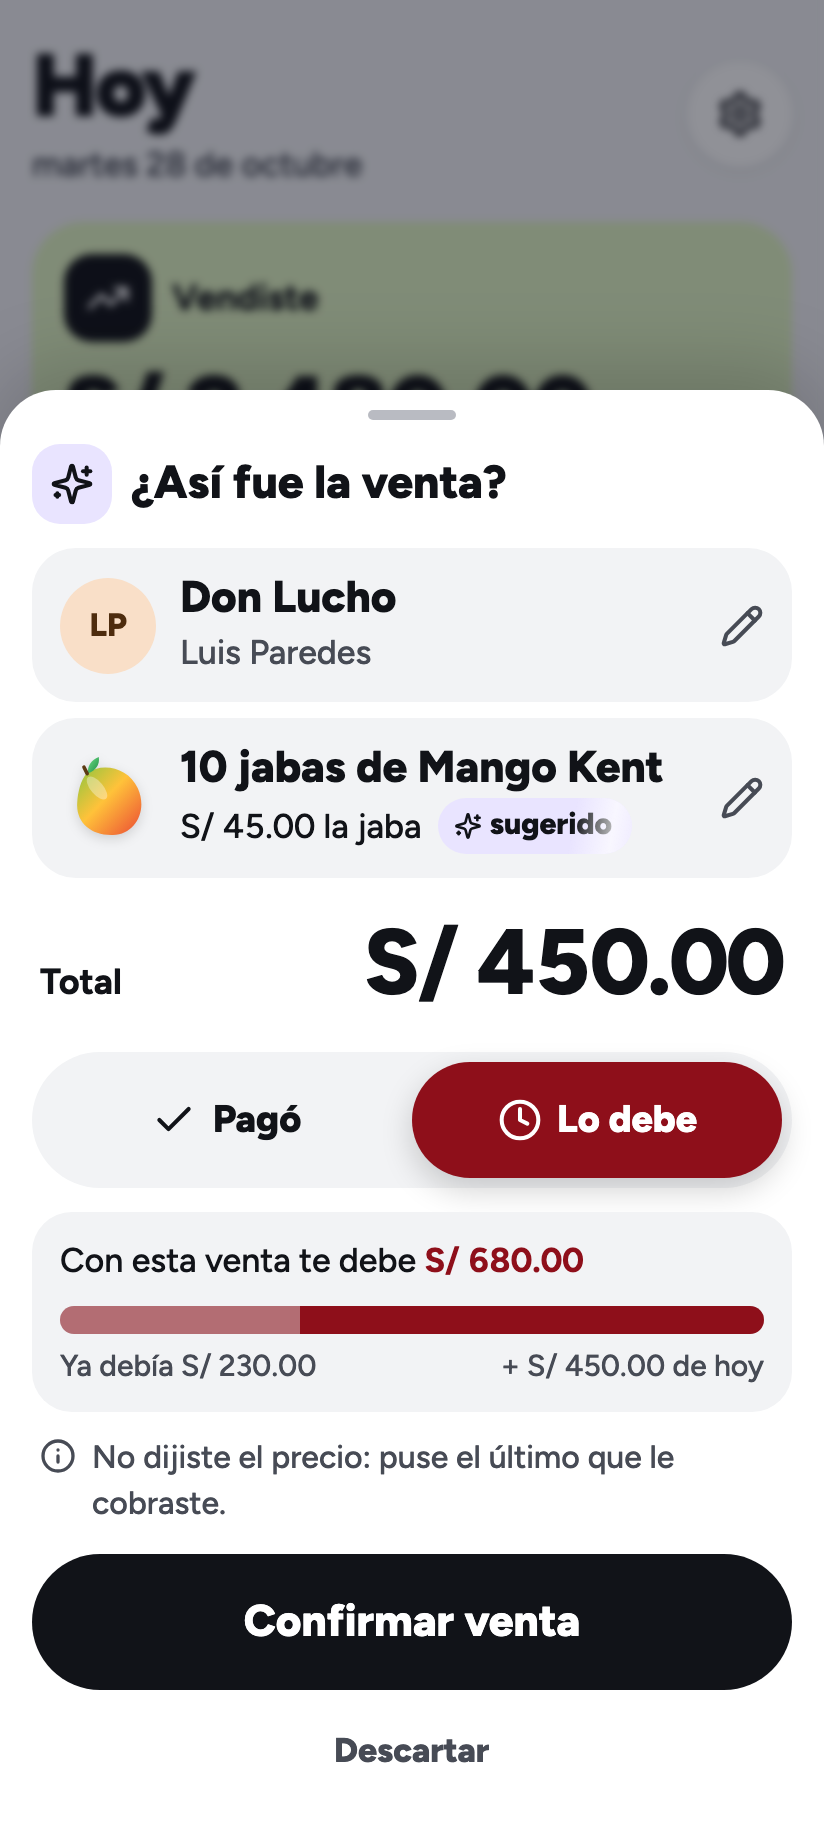 Hoy
martes 28 de octubre
Vendiste
¿Así fue la venta?
LP
Don Lucho
Luis Paredes
10 jabas de Mango Kent
S/ 45.00 la jaba
sugerido
Total
S/ 450.00
Pagó
Lo debe
Con esta venta te debe S/ 680.00
Ya debía S/ 230.00
+ S/ 450.00 de hoy
No dijiste el precio: puse el último que le
cobraste.
Confirmar venta
Descartar